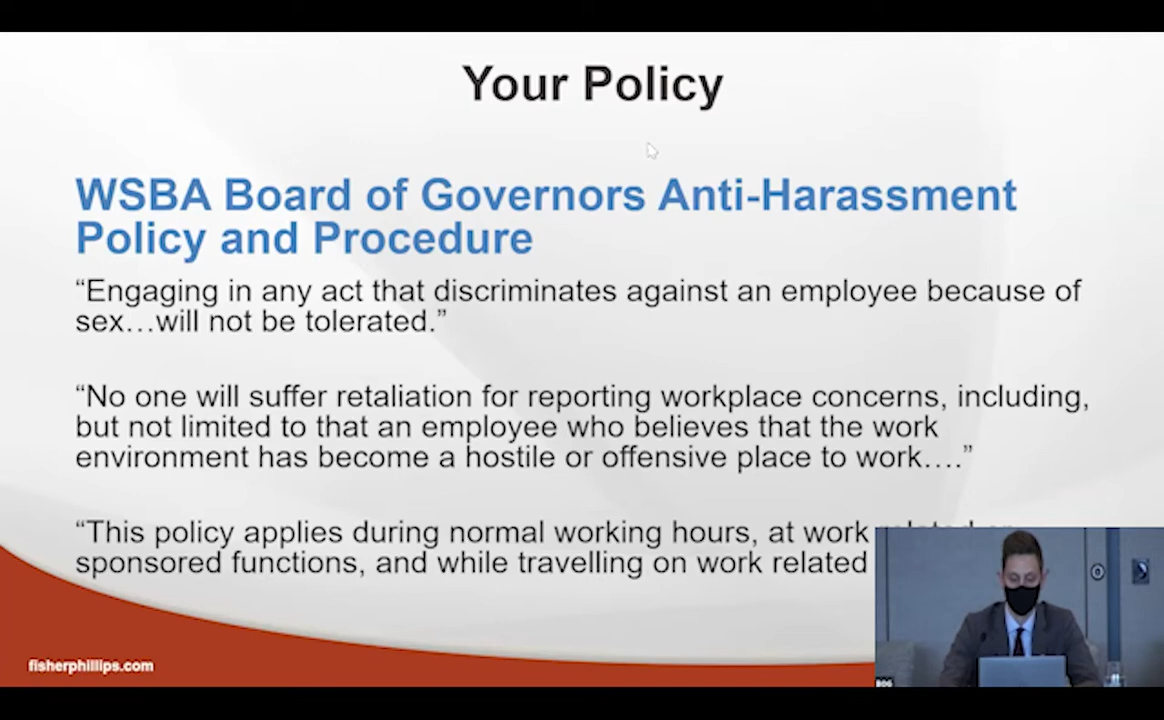 Your Policy
WSBA Board of Governors Anti-Harassment
Policy and Procedure
“Engaging in any act that discriminates against an employee because of
sex…will not be tolerated.”
“No one will suffer retaliation for reporting workplace concerns, including,
but not limited to that an employee who believes that the work
environment has become a hostile or offensive place to work….”
“This policy applies during normal working hours, at work related or
sponsored functions, and while travelling on work related
fisherphillips.com
BOG